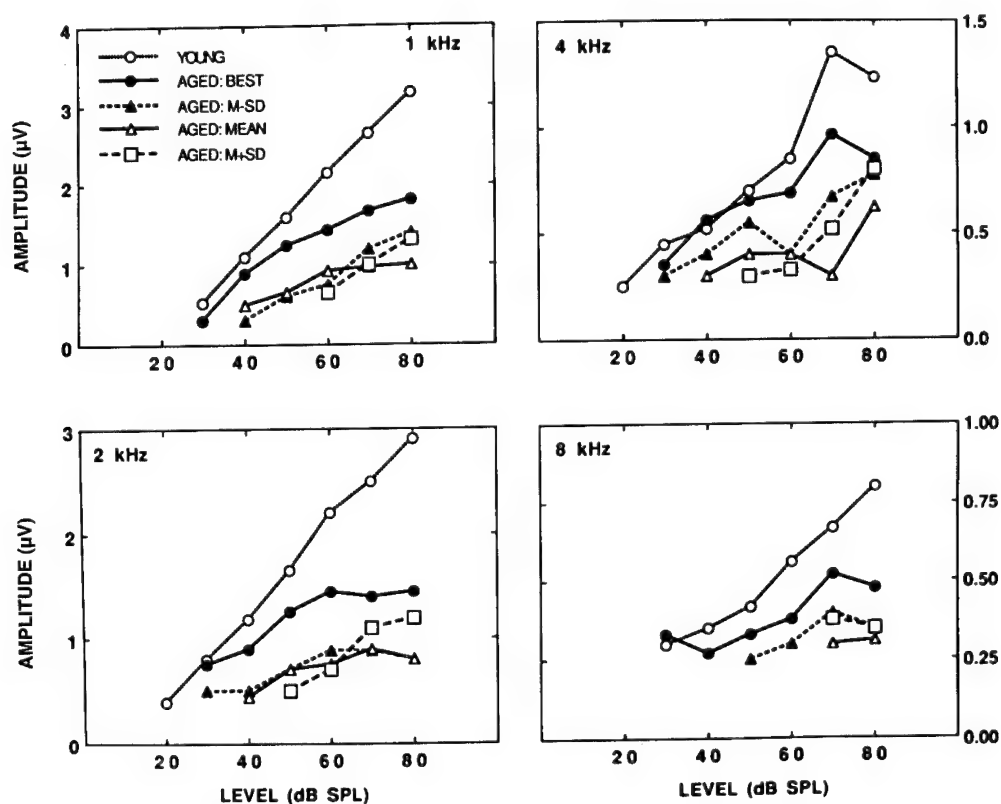 AMPLITUDE (µV)
4
3
2
1
0
20 40 60 80
1 kHz
YOUNG
AGED: BEST
AGED: M-SD
AGED: MEAN
AGED: M+SD
4 kHz
1.5
1.0
0.5
0.0
20 40 60 80
AMPLITUDE (µV)
3
2
1
0
2 kHz
20 40 60 80
LEVEL (dB SPL)
8 kHz
1.00
0.75
0.50
0.25
0.00
20 40 60 80
LEVEL (dB SPL)